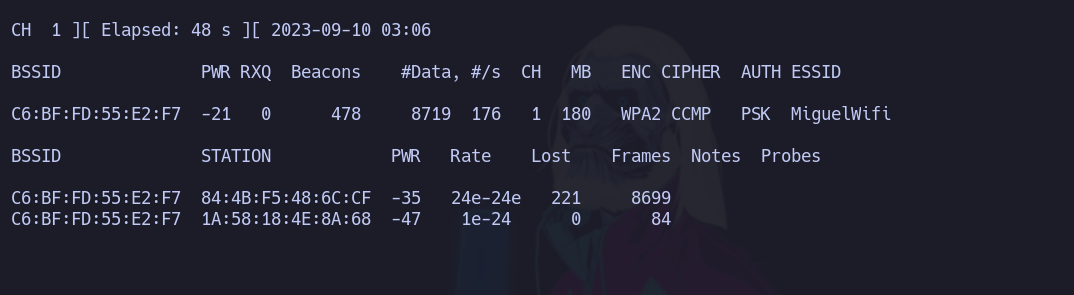 CH  1 ][ Elapsed: 48 s ][ 2023-09-10 03:06
BSSID              PWR RXQ  Beacons    #Data, #/s  CH   MB   ENC CIPHER  AUTH ESSID
C6:BF:FD:55:E2:F7  -21   0      478     8719  176   1  180   WPA2 CCMP   PSK  MiguelWifi
BSSID              STATION            PWR   Rate    Lost    Frames  Notes  Probes
C6:BF:FD:55:E2:F7  84:4B:F5:48:6C:CF  -35   24e-24e   221     8699
C6:BF:FD:55:E2:F7  1A:58:18:4E:8A:68  -47    1e-24      0       84